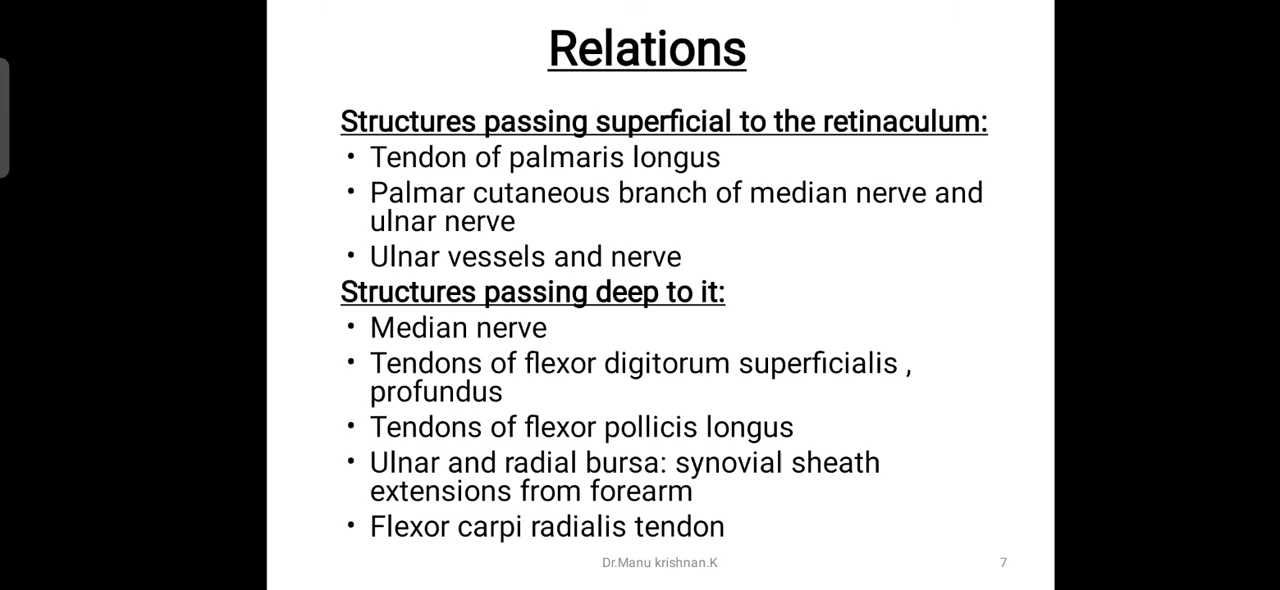 Relations
Structures passing superficial to the retinaculum:
• Tendon of palmaris longus
• Palmar cutaneous branch of median nerve and
ulnar nerve
• Ulnar vessels and nerve
Structures passing deep to it:
• Median nerve
• Tendons of flexor digitorum superficialis ,
profundus
• Tendons of flexor pollicis longus
• Ulnar and radial bursa: synovial sheath
extensions from forearm
• Flexor carpi radialis tendon
Dr.Manu krishnan.K
7